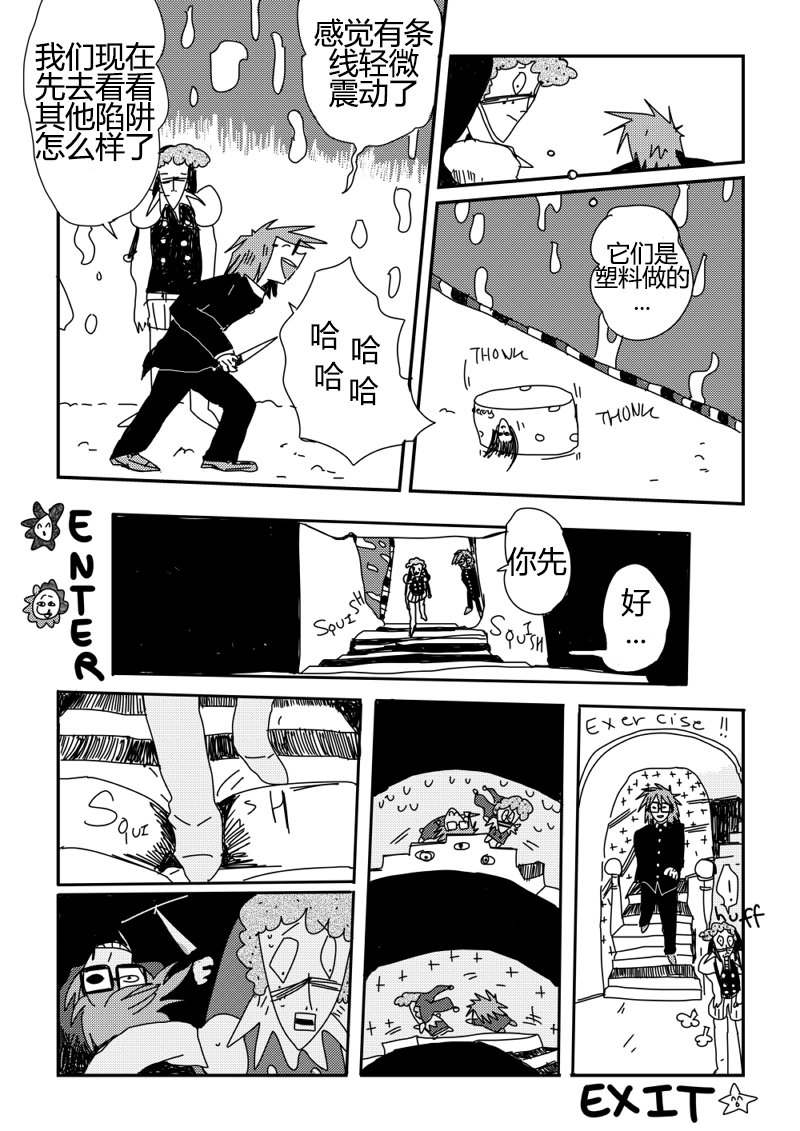 感觉有条
线轻微
震动了
我们现在
先去看看
其他陷阱
怎么样了
哈哈
哈哈
它们是
塑料做的
...
THONK
THONK
ENTER
你先
好
...
SQUISH
SQUISH
SQUISH
Exercise !!
!
huff
EXIT